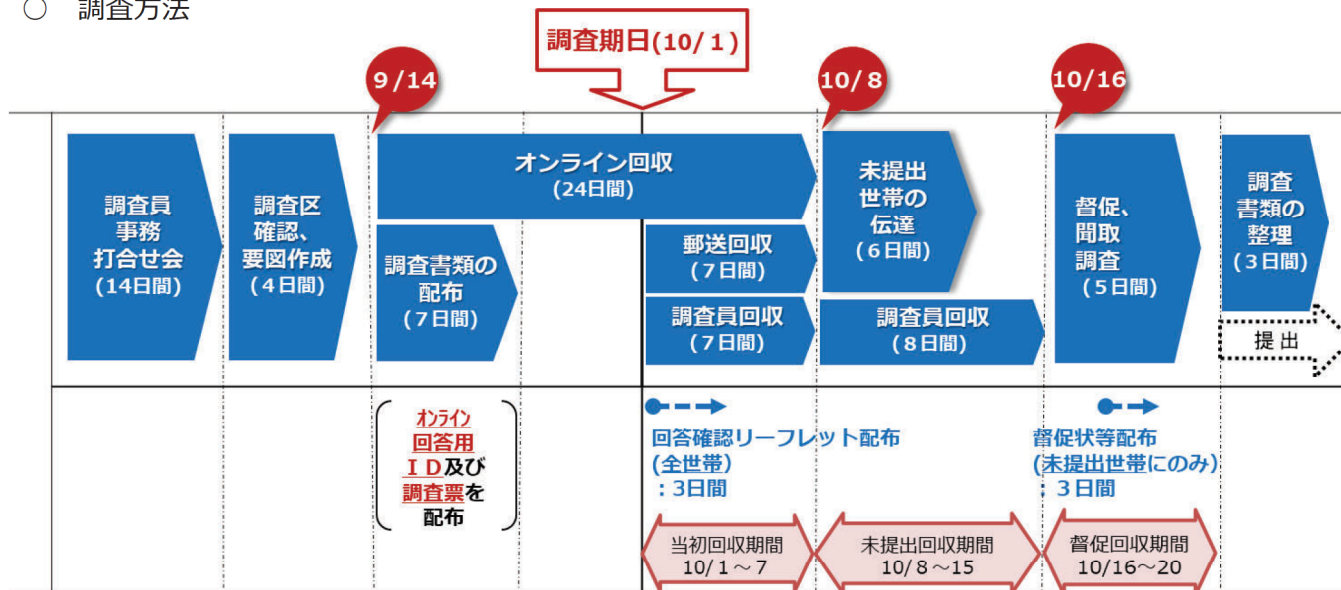 ○　調査方法
調査期日(10/1)
9/14
10/8
10/16
調査員
事務
打合せ会
(14日間)
調査区
確認、
要図作成
(4日間)
オンライン回収
(24日間)
調査書類の
配布
(7日間)
郵送回収
(7日間)
調査員回収
(7日間)
未提出
世帯の
伝達
(6日間)
調査員回収
(8日間)
督促、
聞取
調査
(5日間)
調査
書類の
整理
(3日間)
提出
オンライン
回答用
ＩＤ及び
調査票を
配布
回答確認リーフレット配布
(全世帯)
：3日間
督促状等配布
(未提出世帯にのみ)
：３日間
当初回収期間
10/1～7
未提出回収期間
10/8～15
督促回収期間
10/16～20